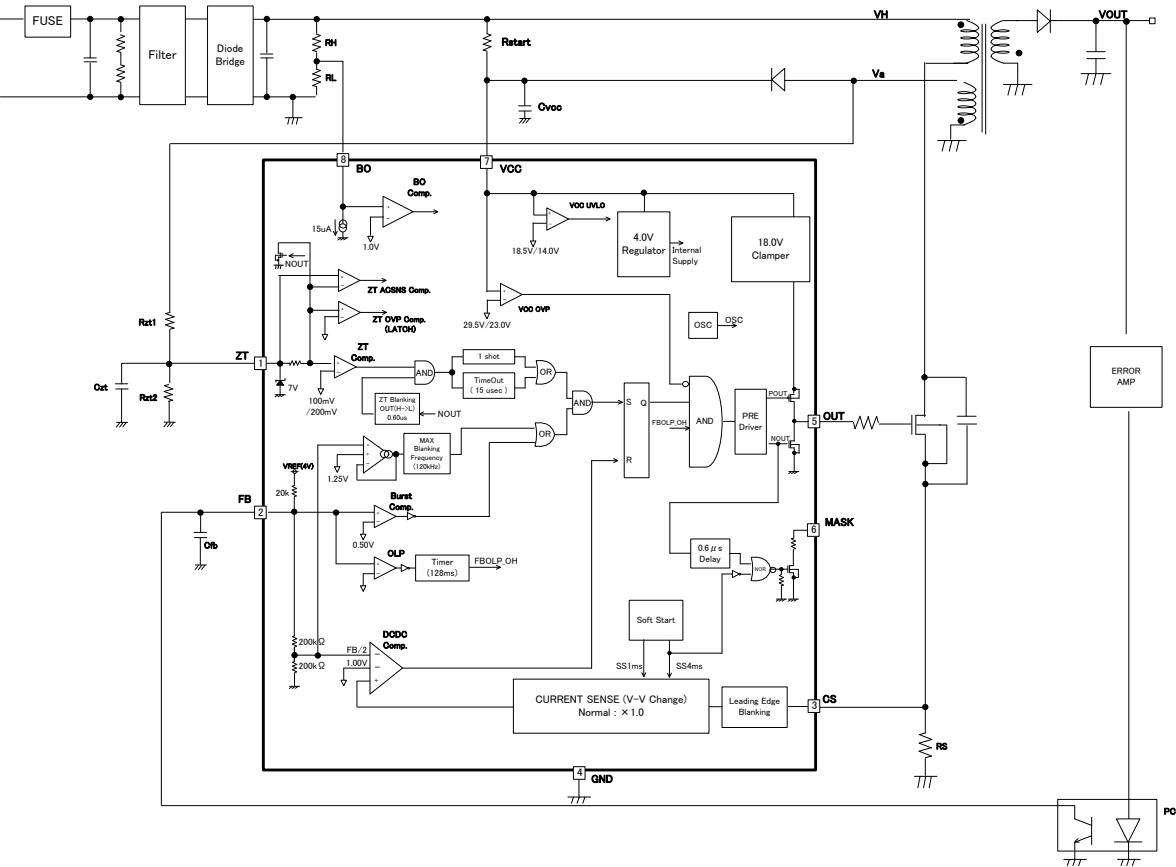 FUSE
Filter
Diode
Bridge
RH
RL
Rstart
VH
VOUT
Va
Cvcc
8
BO
7
VCC
BO
Comp.
15uA
1.0V
VCC UVLO
18.5V/14.0V
4.0V
Regulator
Internal
Supply
18.0V
Clamper
NOUT
ZT ACSNS Comp.
ZT OVP Comp.
(LATCH)
VCC OVP
29.5V/23.0V
OSC
OSC
Rzt1
ZT
1
ZT
Comp.
7V
100mV
/200mV
Czt
Rzt2
AND
1 shot
TimeOut
( 15 usec )
OR
AND
ZT Blanking
OUT(H->L)
0.60us
NOUT
OR
S
Q
R
FBOLP_OH
AND
PRE
Driver
POUT
NOUT
5
OUT
ERROR
AMP
1.25V
MAX
Blanking
Frequency
(120kHz)
VREF(4V)
20k
FB
2
Cfb
Burst
Comp.
0.50V
OLP
Timer
(128ms)
FBOLP_OH
6
MASK
0.6μs
Delay
NOR
Soft Start
SS1ms
SS4ms
200kΩ
200kΩ
FB/2
1.00V
DCDC
Comp.
CURRENT SENSE (V-V Change)
Normal : ×1.0
Leading Edge
Blanking
3
CS
RS
4
GND
PC